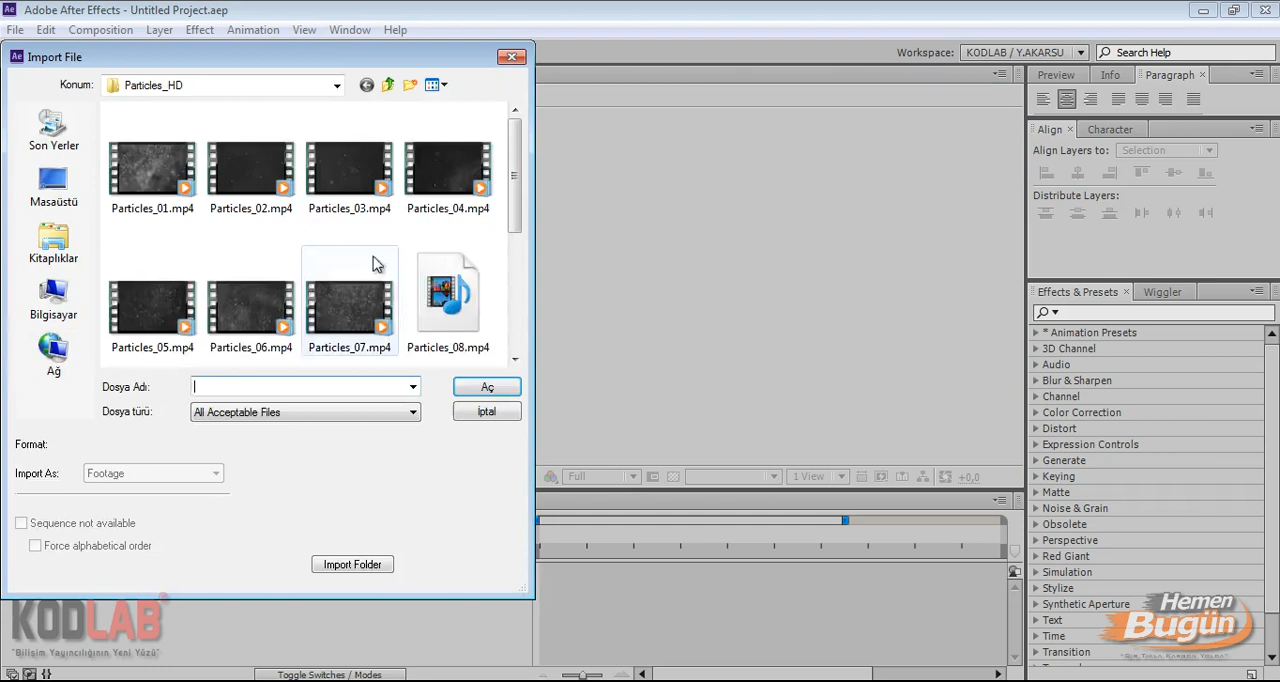 Adobe After Effects - Untitled Project.aep
File Edit Composition Layer Effect Animation View Window Help
Import File
Workspace: KODLAB / Y.AKARSU Search Help
Konum: Particles_HD
Preview Info Paragraph
Son Yerler
Masaüstü
Kitaplıklar
Bilgisayar
Ağ
Particles_01.mp4 Particles_02.mp4 Particles_03.mp4 Particles_04.mp4
Particles_05.mp4 Particles_06.mp4 Particles_07.mp4 Particles_08.mp4
Dosya Adı: Aç
Dosya türü: All Acceptable Files İptal
Format:
Import As: Footage
Sequence not available
Force alphabetical order
Import Folder
Align Character
Align Layers to: Selection
Distribute Layers:
Effects & Presets Wiggler
* Animation Presets
3D Channel
Audio
Blur & Sharpen
Channel
Color Correction
Distort
Expression Controls
Generate
Keying
Matte
Noise & Grain
Obsolete
Perspective
Red Giant
Simulation
Stylize
Synthetic Aperture
Text
Time
Transition
Full 1 View +0,0
KODLAB
"Bilişim Yayıncılığının Yeni Yüzü"
Hemen
Bugün
Toggle Switches / Modes